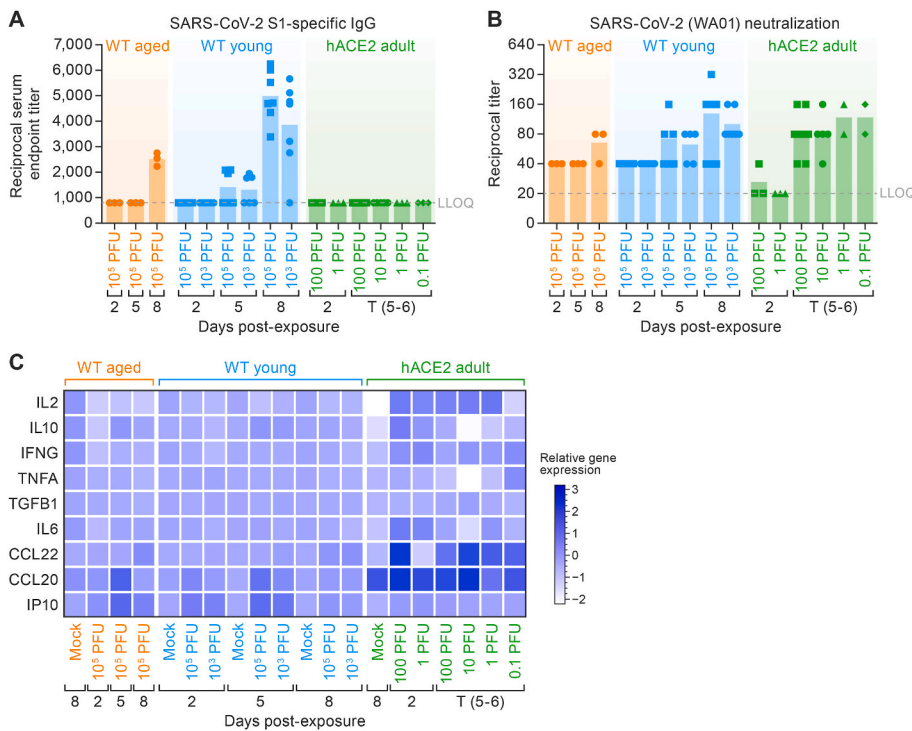 A
SARS-CoV-2 S1-specific IgG
WT aged
WT young
hACE2 adult
Reciprocal serum
endpoint titer
7,000
6,000
5,000
4,000
3,000
2,000
1,000
0
LLOQ
10⁵ PFU
10⁵ PFU
10⁵ PFU
10⁵ PFU
10³ PFU
10⁵ PFU
10³ PFU
10⁵ PFU
10³ PFU
100 PFU
1 PFU
100 PFU
10 PFU
1 PFU
0.1 PFU
2 5 8 2 5 8 2 T (5-6)
Days post-exposure
B
SARS-CoV-2 (WA01) neutralization
WT aged
WT young
hACE2 adult
Reciprocal titer
640
320
160
80
40
20
0
LLOQ
10⁵ PFU
10⁵ PFU
10⁵ PFU
10⁵ PFU
10³ PFU
10⁵ PFU
10³ PFU
10⁵ PFU
10³ PFU
100 PFU
1 PFU
100 PFU
10 PFU
1 PFU
0.1 PFU
2 5 8 2 5 8 2 T (5-6)
Days post-exposure
C
WT aged
WT young
hACE2 adult
IL2
IL10
IFNG
TNFA
TGFB1
IL6
CCL22
CCL20
IP10
Relative gene
expression
3
2
1
0
−1
−2
Mock
10⁵ PFU
10⁵ PFU
10⁵ PFU
Mock
10⁵ PFU
10³ PFU
Mock
10⁵ PFU
10³ PFU
Mock
10⁵ PFU
10³ PFU
Mock
100 PFU
1 PFU
100 PFU
10 PFU
1 PFU
0.1 PFU
8 2 5 8 2 5 8 8 2 T (5-6)
Days post-exposure